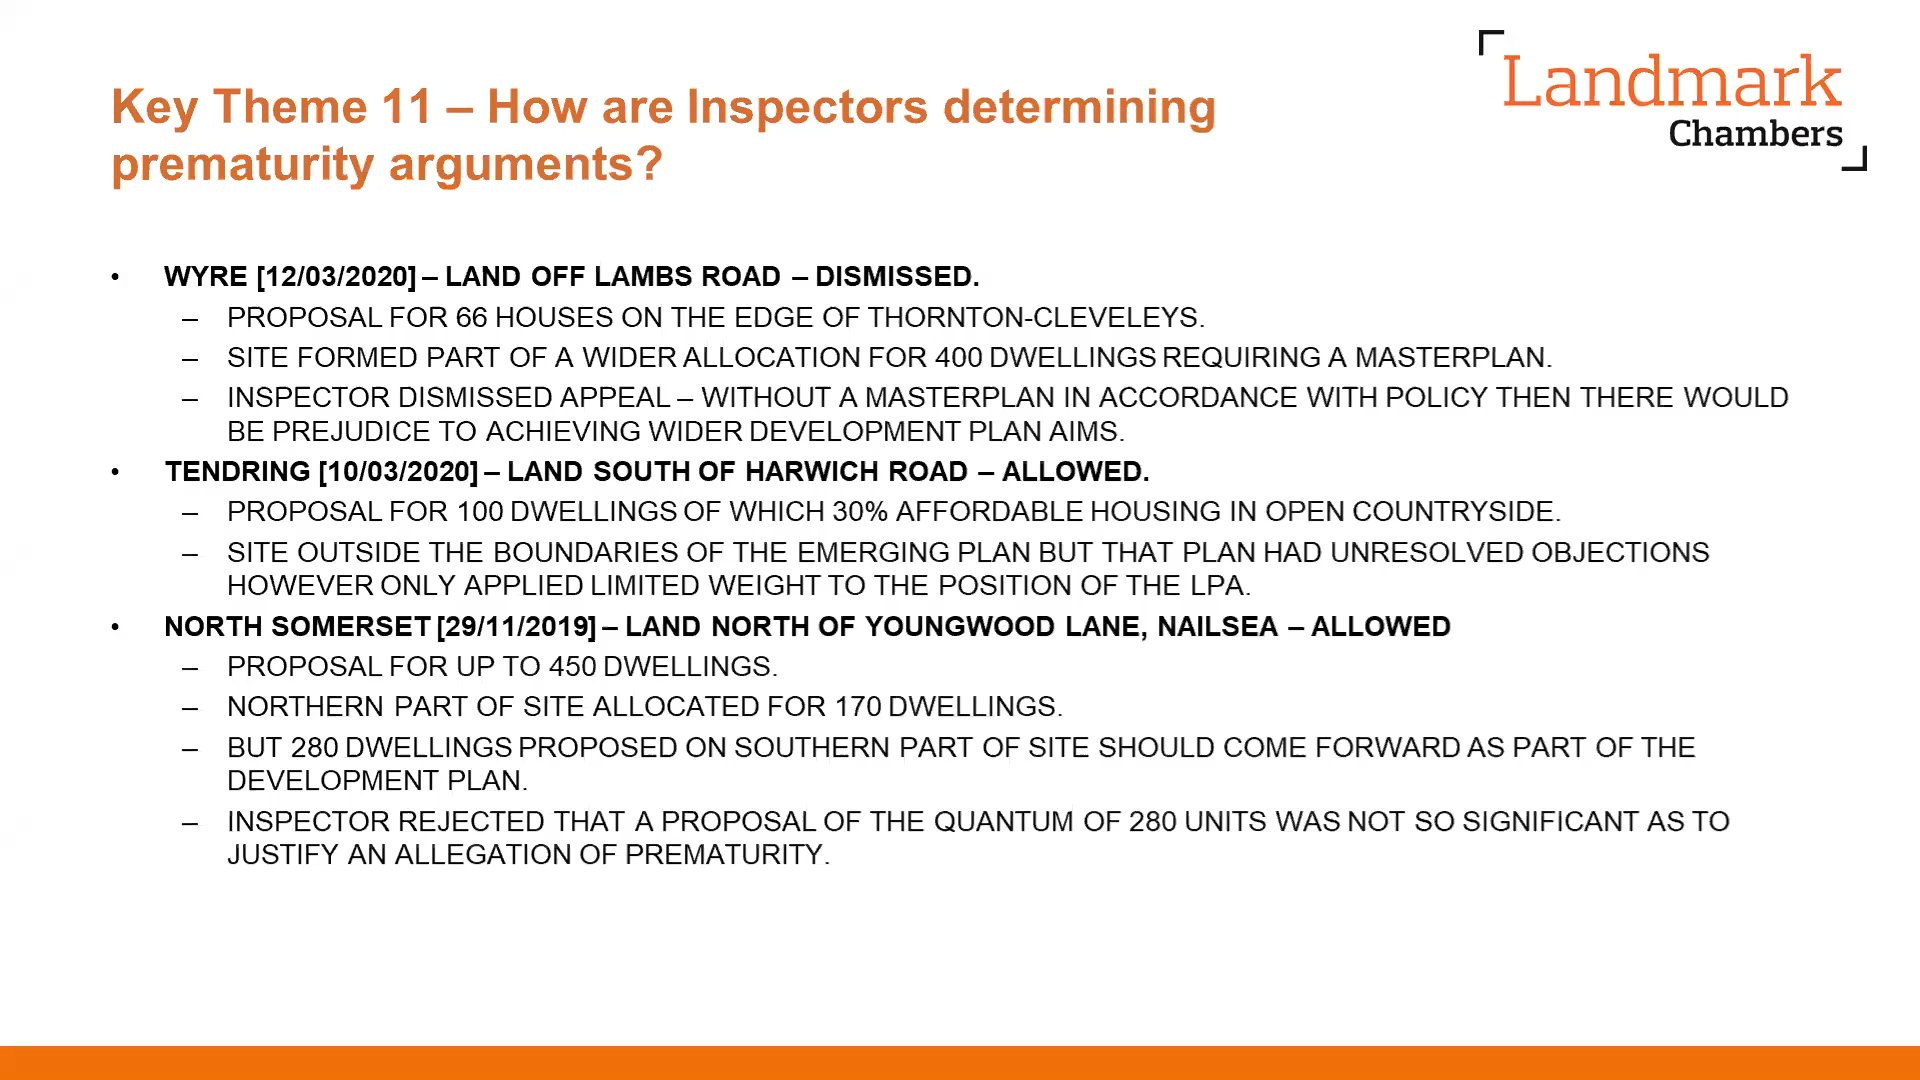 Landmark
Chambers
Key Theme 11 – How are Inspectors determining
prematurity arguments?
• WYRE [12/03/2020] – LAND OFF LAMBS ROAD – DISMISSED.
– PROPOSAL FOR 66 HOUSES ON THE EDGE OF THORNTON-CLEVELEYS.
– SITE FORMED PART OF A WIDER ALLOCATION FOR 400 DWELLINGS REQUIRING A MASTERPLAN.
– INSPECTOR DISMISSED APPEAL – WITHOUT A MASTERPLAN IN ACCORDANCE WITH POLICY THEN THERE WOULD
BE PREJUDICE TO ACHIEVING WIDER DEVELOPMENT PLAN AIMS.
• TENDRING [10/03/2020] – LAND SOUTH OF HARWICH ROAD – ALLOWED.
– PROPOSAL FOR 100 DWELLINGS OF WHICH 30% AFFORDABLE HOUSING IN OPEN COUNTRYSIDE.
– SITE OUTSIDE THE BOUNDARIES OF THE EMERGING PLAN BUT THAT PLAN HAD UNRESOLVED OBJECTIONS
HOWEVER ONLY APPLIED LIMITED WEIGHT TO THE POSITION OF THE LPA.
• NORTH SOMERSET [29/11/2019] – LAND NORTH OF YOUNGWOOD LANE, NAILSEA – ALLOWED
– PROPOSAL FOR UP TO 450 DWELLINGS.
– NORTHERN PART OF SITE ALLOCATED FOR 170 DWELLINGS.
– BUT 280 DWELLINGS PROPOSED ON SOUTHERN PART OF SITE SHOULD COME FORWARD AS PART OF THE
DEVELOPMENT PLAN.
– INSPECTOR REJECTED THAT A PROPOSAL OF THE QUANTUM OF 280 UNITS WAS NOT SO SIGNIFICANT AS TO
JUSTIFY AN ALLEGATION OF PREMATURITY.